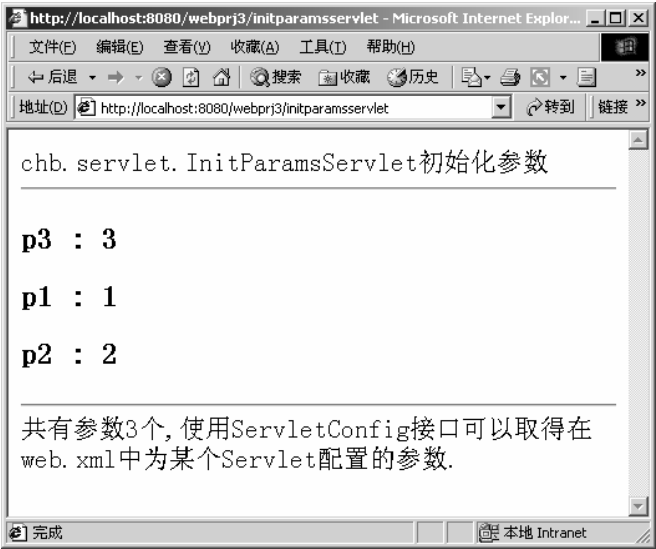 http://localhost:8080/webprj3/initparamsservlet - Microsoft Internet Explor...
文件(F) 编辑(E) 查看(V) 收藏(A) 工具(T) 帮助(H)
后退 搜索 收藏 历史 »
地址(D) http://localhost:8080/webprj3/initparamsservlet 转到 链接 »
chb.servlet.InitParamsServlet初始化参数
p3 : 3
p1 : 1
p2 : 2
共有参数3个,使用ServletConfig接口可以取得在
web.xml中为某个Servlet配置的参数.
完成 本地 Intranet